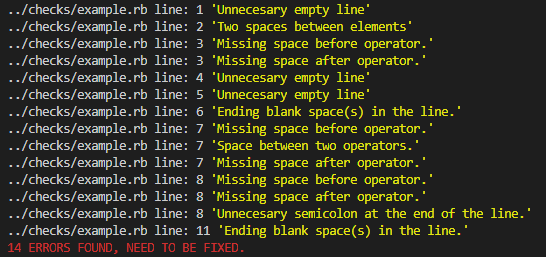 ../checks/example.rb line: 1 'Unnecesary empty line'
../checks/example.rb line: 2 'Two spaces between elements'
../checks/example.rb line: 3 'Missing space before operator.'
../checks/example.rb line: 3 'Missing space after operator.'
../checks/example.rb line: 4 'Unnecesary empty line'
../checks/example.rb line: 5 'Unnecesary empty line'
../checks/example.rb line: 6 'Ending blank space(s) in the line.'
../checks/example.rb line: 7 'Missing space before operator.'
../checks/example.rb line: 7 'Space between two operators.'
../checks/example.rb line: 7 'Missing space after operator.'
../checks/example.rb line: 8 'Missing space before operator.'
../checks/example.rb line: 8 'Missing space after operator.'
../checks/example.rb line: 8 'Unnecesary semicolon at the end of the line.'
../checks/example.rb line: 11 'Ending blank space(s) in the line.'
14 ERRORS FOUND, NEED TO BE FIXED.